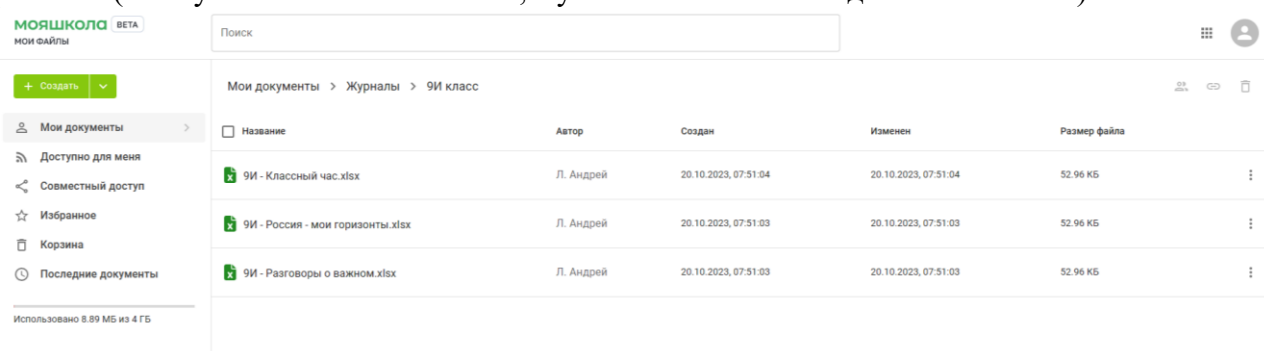 МОЯШКОЛА BETA
МОИ ФАЙЛЫ
Поиск
+ Создать
Мои документы > Журналы > 9И класс
Мои документы
Название Автор Создан Изменен Размер файла
Доступно для меня
9И - Классный час.xlsx Л. Андрей 20.10.2023, 07:51:04 20.10.2023, 07:51:04 52.96 КБ
Совместный доступ
Избранное
9И - Россия - мои горизонты.xlsx Л. Андрей 20.10.2023, 07:51:03 20.10.2023, 07:51:03 52.96 КБ
Корзина
Последние документы
9И - Разговоры о важном.xlsx Л. Андрей 20.10.2023, 07:51:03 20.10.2023, 07:51:03 52.96 КБ
Использовано 8.89 МБ из 4 ГБ